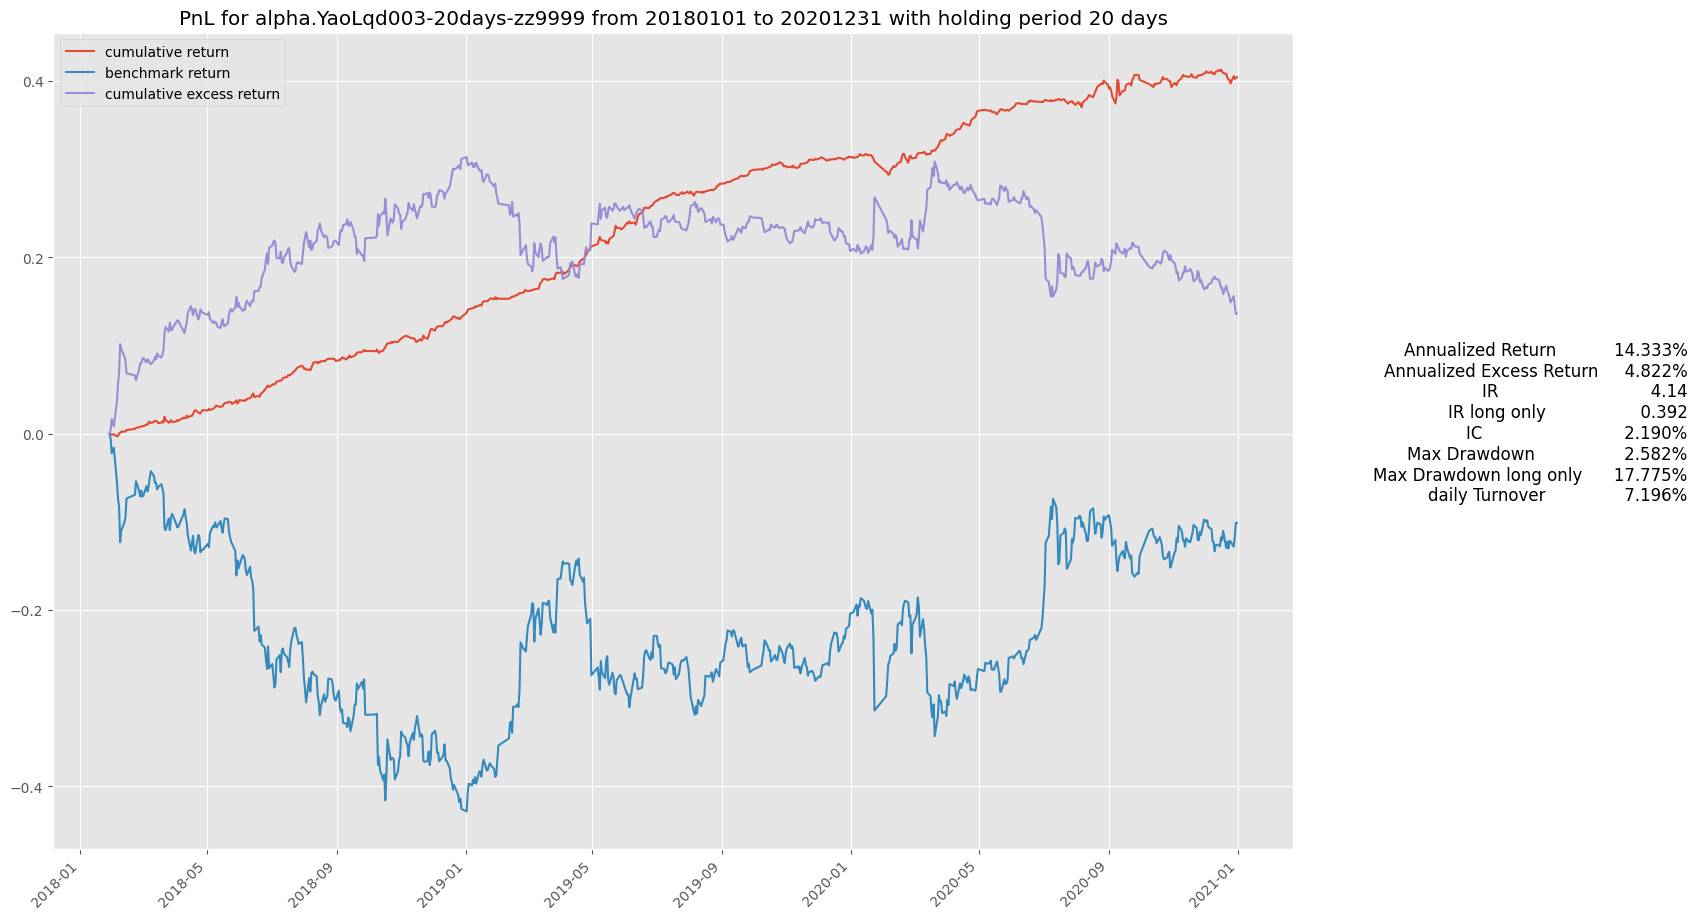 PnL for alpha.YaoLqd003-20days-zz9999 from 20180101 to 20201231 with holding period 20 days
cumulative return
benchmark return
cumulative excess return
0.4
0.2
0.0
−0.2
−0.4
2018-01
2018-05
2018-09
2019-01
2019-05
2019-09
2020-01
2020-05
2020-09
2021-01
Annualized Return 14.333%
Annualized Excess Return 4.822%
IR 4.14
IR long only 0.392
IC 2.190%
Max Drawdown 2.582%
Max Drawdown long only 17.775%
daily Turnover 7.196%